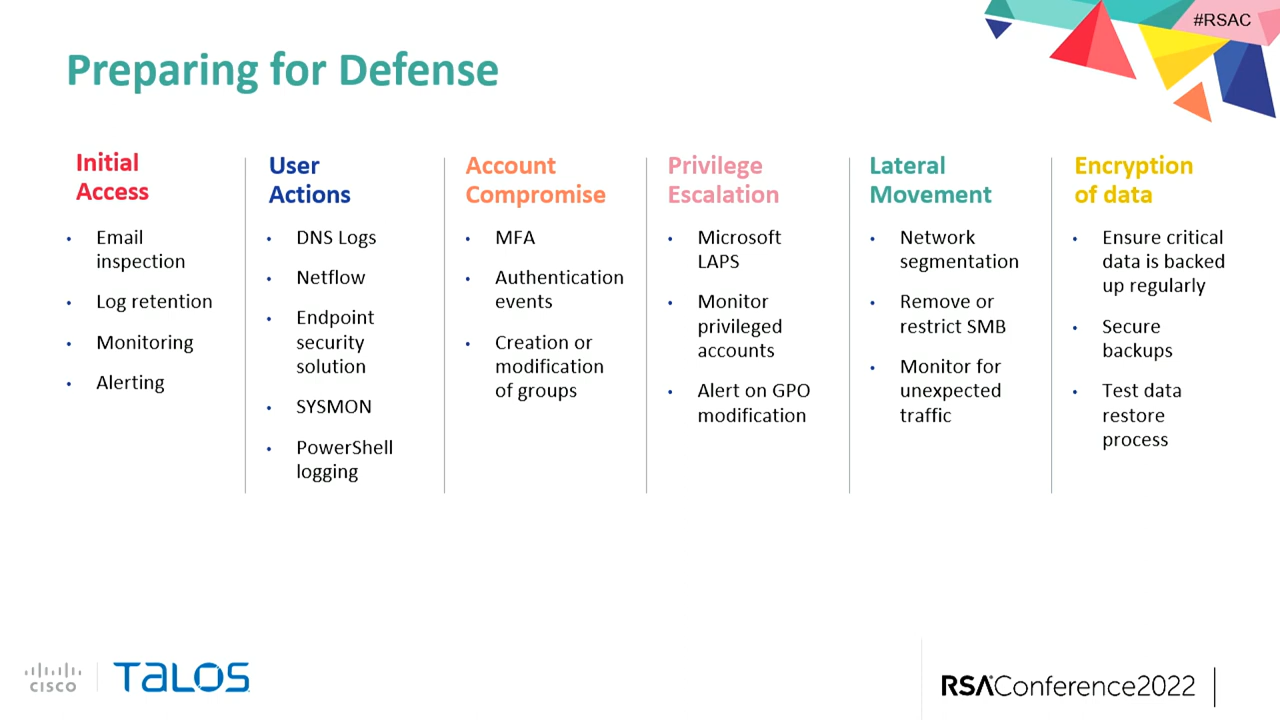 #RSAC
Preparing for Defense
Initial
Access
• Email
inspection
• Log retention
• Monitoring
• Alerting
User
Actions
• DNS Logs
• Netflow
• Endpoint
security
solution
• SYSMON
• PowerShell
logging
Account
Compromise
• MFA
• Authentication
events
• Creation or
modification
of groups
Privilege
Escalation
• Microsoft
LAPS
• Monitor
privileged
accounts
• Alert on GPO
modification
Lateral
Movement
• Network
segmentation
• Remove or
restrict SMB
• Monitor for
unexpected
traffic
Encryption
of data
• Ensure critical
data is backed
up regularly
• Secure
backups
• Test data
restore
process
CISCO
TALOS
RSAConference2022